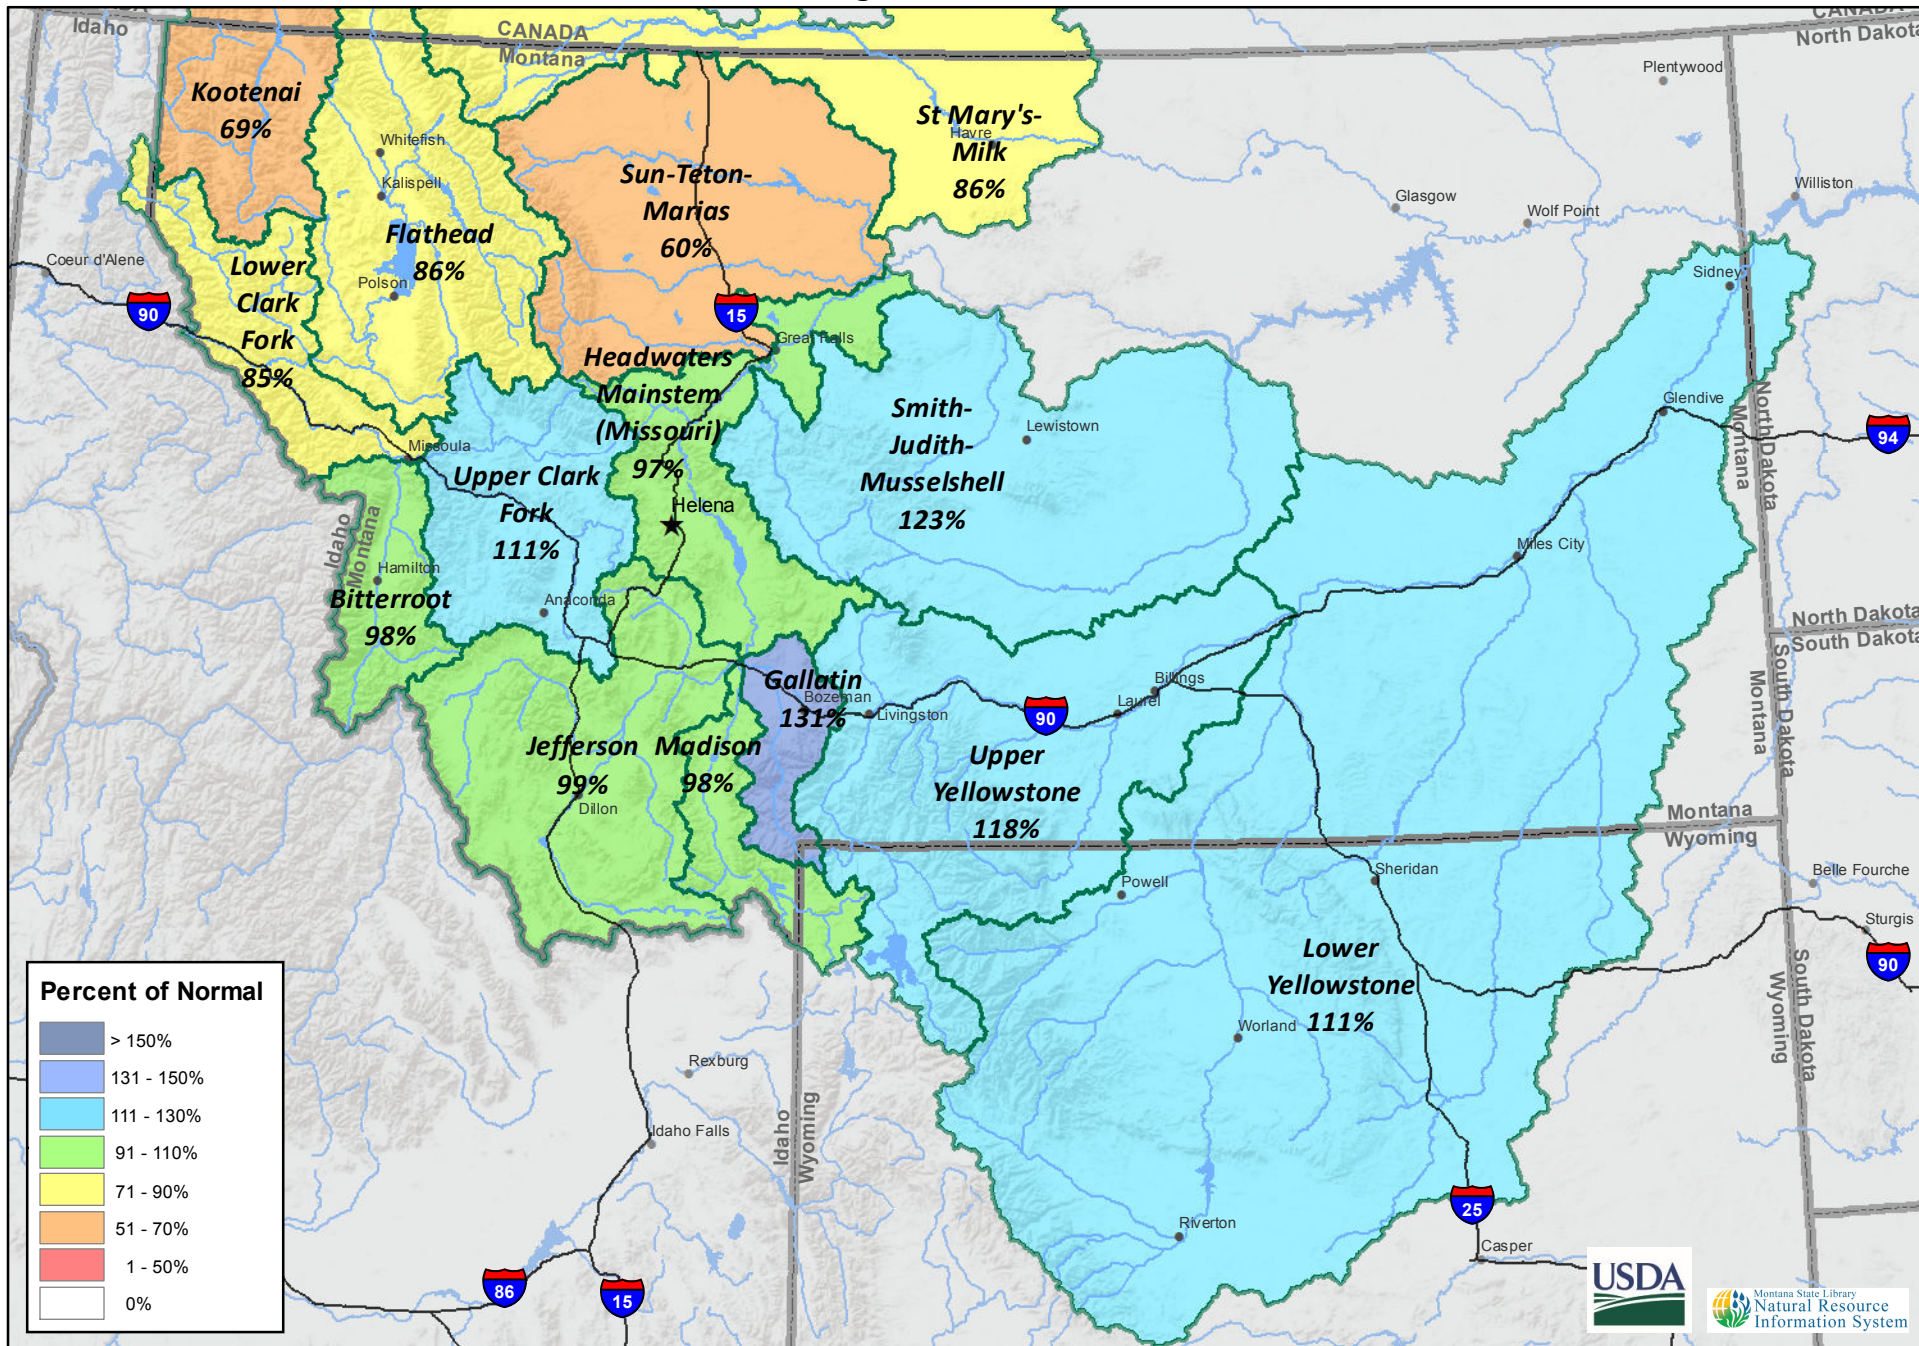 CANADA
Idaho
CANADA
Montana
CANADA
North Dakota
Plentywood
Kootenai
69%
Whitefish
Kalispell
St Mary's-
Havre
Milk
86%
Sun-Teton-
Marias
60%
Glasgow
Wolf Point
Williston
Flathead
86%
Polson
Coeur d'Alene
90
Lower
Clark
Fork
85%
15
Sidney
Great Falls
Headwaters
Mainstem
(Missouri)
97%
Smith-
Judith-
Musselshell
123%
Lewistown
Glendive
North Dakota
Montana
94
Missoula
Upper Clark
Fork
111%
Helena
Idaho
Montana
Hamilton
Bitterroot
98%
Anaconda
Miles City
North Dakota
South Dakota
Gallatin
131%
Bozeman
Livingston
90
Laurel
Billings
South Dakota
Montana
Jefferson
99%
Dillon
Madison
98%
Upper
Yellowstone
118%
Montana
Wyoming
Powell
Sheridan
Belle Fourche
Sturgis
90
Lower
Yellowstone
111%
Worland
South Dakota
Wyoming
Rexburg
Idaho Falls
Idaho
Wyoming
Riverton
25
Casper
86
15
Percent of Normal
> 150%
131 - 150%
111 - 130%
91 - 110%
71 - 90%
51 - 70%
1 - 50%
0%
USDA
Montana State Library
Natural Resource
Information System